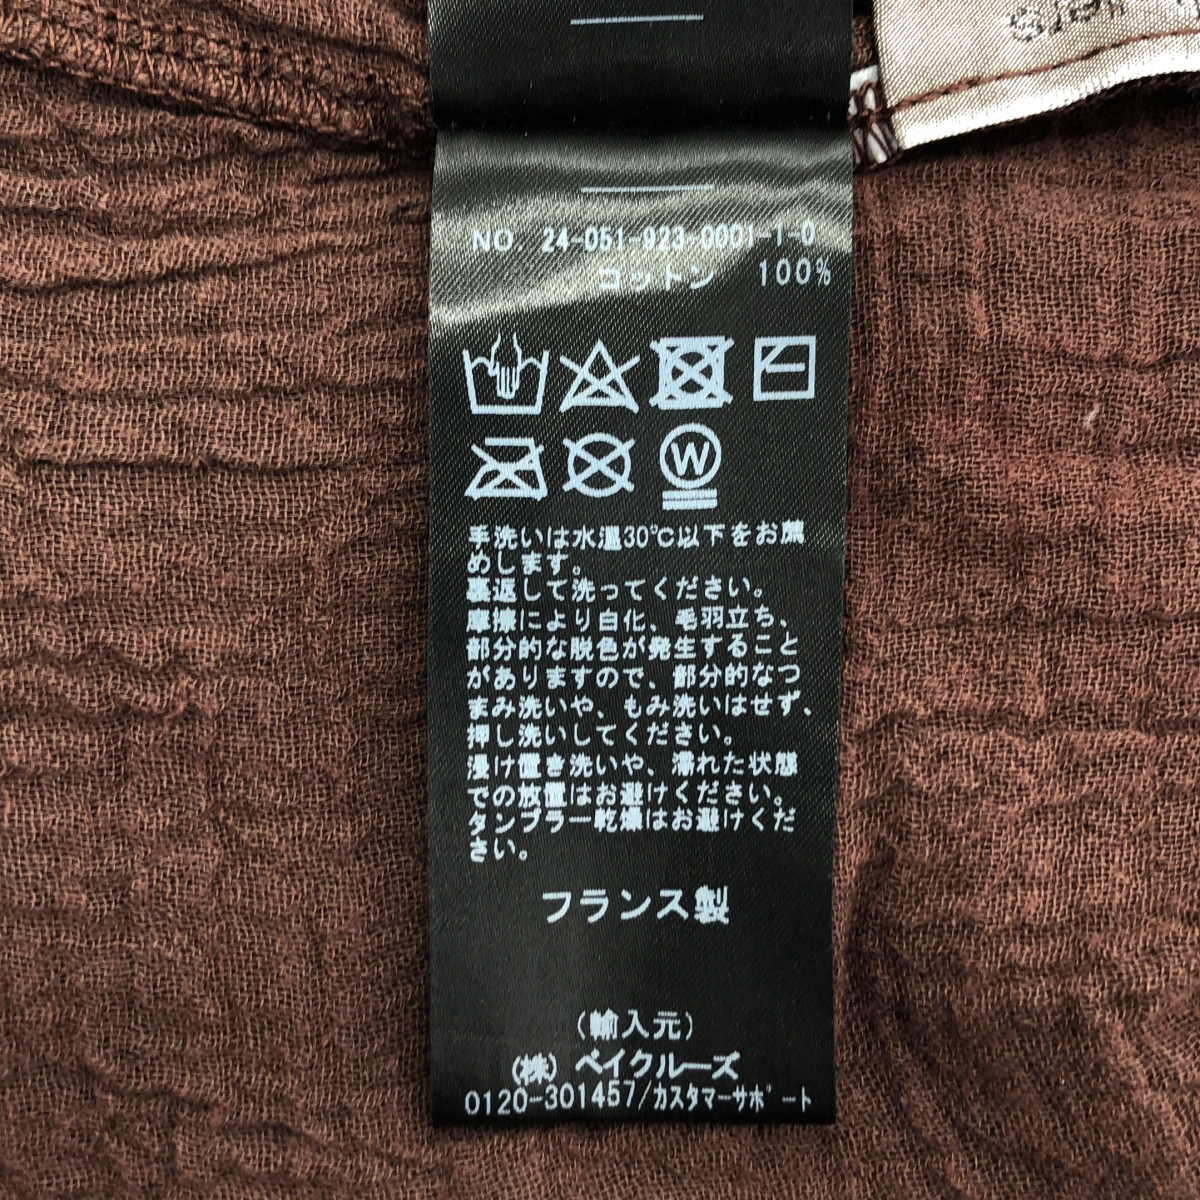 NO. 24-051-923-0001-1-0
コットン 100%
W
手洗いは水温30℃以下をお薦
めします。
裏返して洗ってください。
摩擦により白化、毛羽立ち、
部分的な脱色が発生すること
がありますので、部分的なつ
まみ洗いや、もみ洗いはせず、
押し洗いしてください。
浸け置き洗いや、濡れた状態
での放置はお避けください。
タンブラー乾燥はお避けくだ
さい。
フランス製
(輸入元)
(株) ベイクルーズ
0120-301457/カスタマーサポート